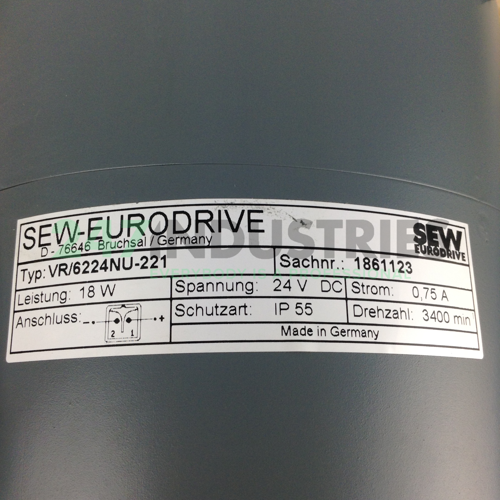 SEW-EURODRIVE
D - 76646 Bruchsal / Germany
SEW
EURODRIVE
INDUSTRIE
Typ: VR/6224NU-221 Sachnr.: 1861123
Leistung: 18 W Spannung: 24 V DC Strom: 0,75 A
Anschluss: - 2 1 + Schutzart: IP 55 Drehzahl: 3400 min
Made in Germany